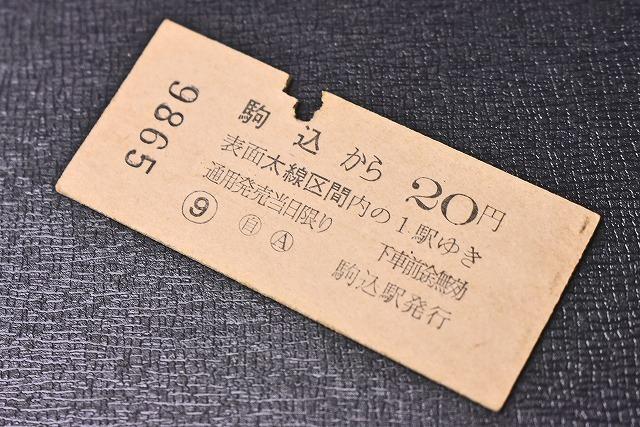 9865
駒込から 20円
表面太線区間内の1駅ゆき
通用発売当日限り 下車前途無効
⑨ ㊀自 Ⓐ 駒込駅発行